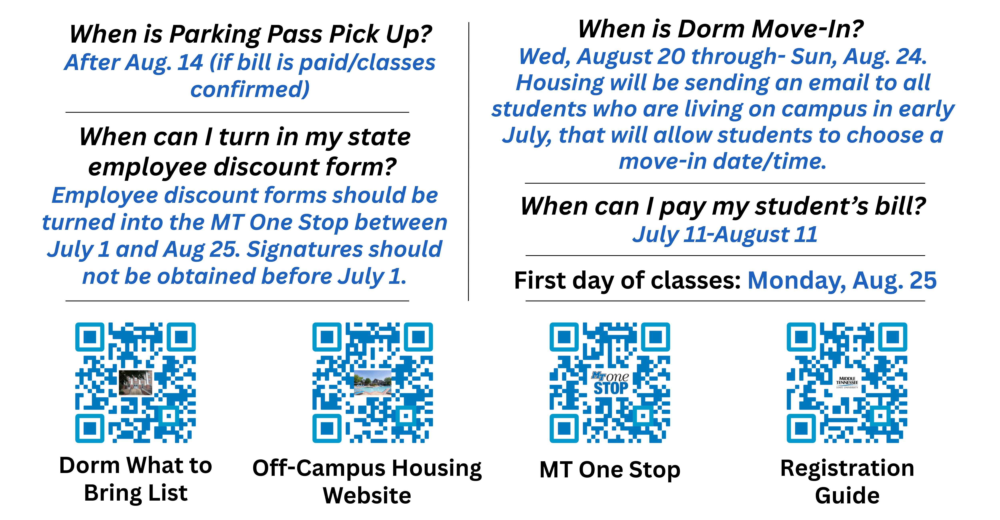 When is Parking Pass Pick Up?
After Aug. 14 (if bill is paid/classes
confirmed)
When can I turn in my state
employee discount form?
Employee discount forms should be
turned into the MT One Stop between
July 1 and Aug 25. Signatures should
not be obtained before July 1.
When is Dorm Move-In?
Wed, August 20 through- Sun, Aug. 24.
Housing will be sending an email to all
students who are living on campus in early
July, that will allow students to choose a
move-in date/time.
When can I pay my student’s bill?
July 11-August 11
First day of classes: Monday, Aug. 25
MT one
STOP
MIDDLE
TENNESSEE
STATE UNIVERSITY
Dorm What to
Bring List
Off-Campus Housing
Website
MT One Stop
Registration
Guide